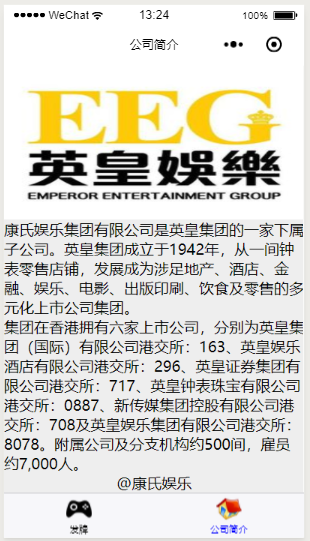 WeChat 13:24 100%
公司简介
EEG
英皇娛樂
EMPEROR ENTERTAINMENT GROUP
康氏娱乐集团有限公司是英皇集团的一家下属
子公司。英皇集团成立于1942年，从一间钟
表零售店铺，发展成为涉足地产、酒店、金
融、娱乐、电影、出版印刷、饮食及零售的多
元化上市公司集团。
集团在香港拥有六家上市公司，分别为英皇集
团（国际）有限公司港交所：163、英皇娱乐
酒店有限公司港交所：296、英皇证券集团有
限公司港交所：717、英皇钟表珠宝有限公司
港交所：0887、新传媒集团控股有限公司港交
所：708及英皇娱乐集团有限公司港交所：
8078。附属公司及分支机构约500间，雇员
约7,000人。
@康氏娱乐
发牌 公司简介